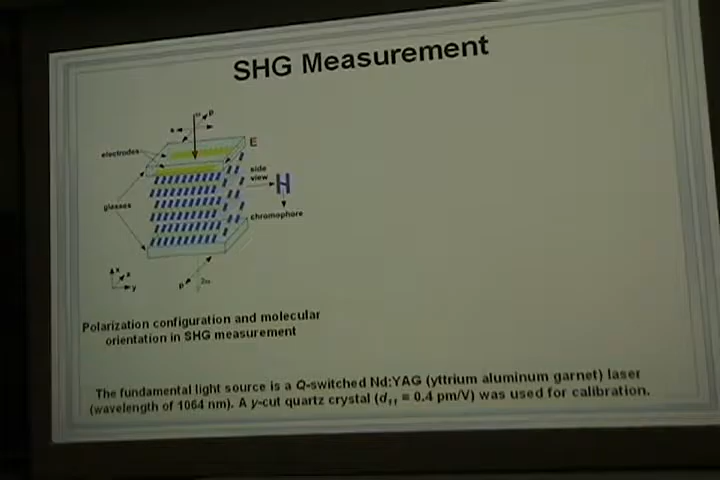 SHG Measurement
ω
p
s
electrodes
E
side
view
H
glasses
chromophore
x
z
y
p
2ω
Polarization configuration and molecular
orientation in SHG measurement
The fundamental light source is a Q-switched Nd:YAG (yttrium aluminum garnet) laser
(wavelength of 1064 nm). A y-cut quartz crystal (d₁₁ = 0.4 pm/V) was used for calibration.